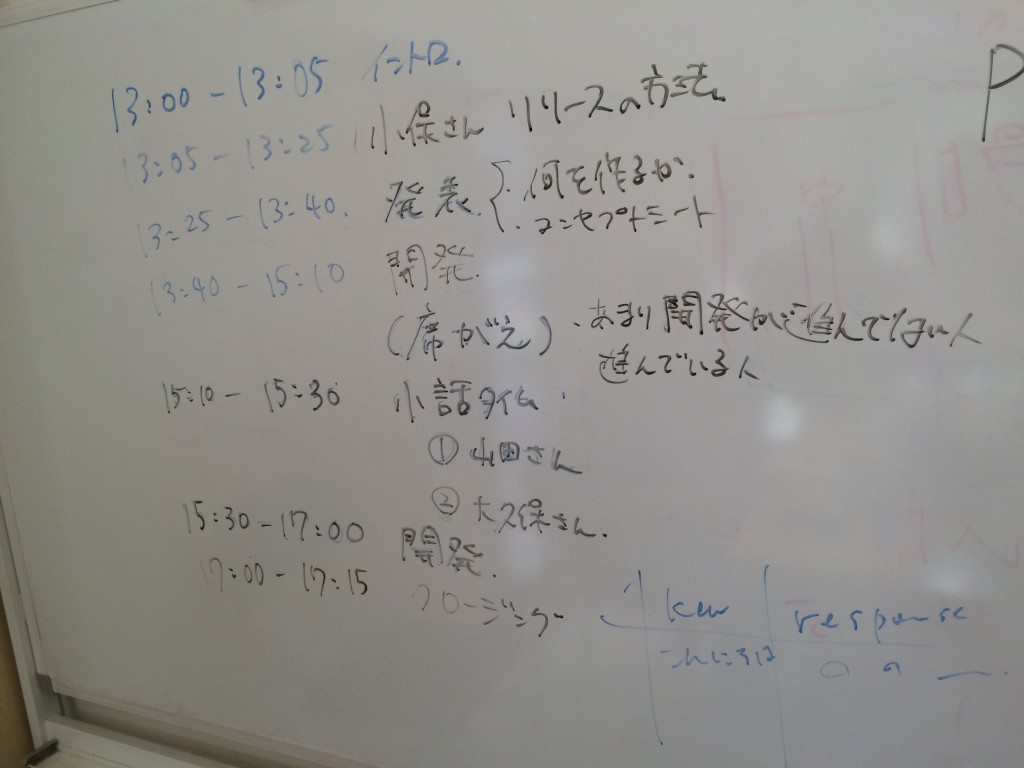 13:00 - 13:05 イントロ.
13:05 - 13:25 小保さん リリースの方法
13:25 - 13:40. 発表. ・何を作るか.
・コンセプトシート
13:40 - 15:10 開発.
(席がえ) ・あまり開発が進んでない人
進んでいる人
15:10 - 15:30 小話タイム.
① 山田さん
② 大久保さん.
15:30 - 17:00 開発.
17:00 - 17:15 クロージング
key response
こんにちは
P